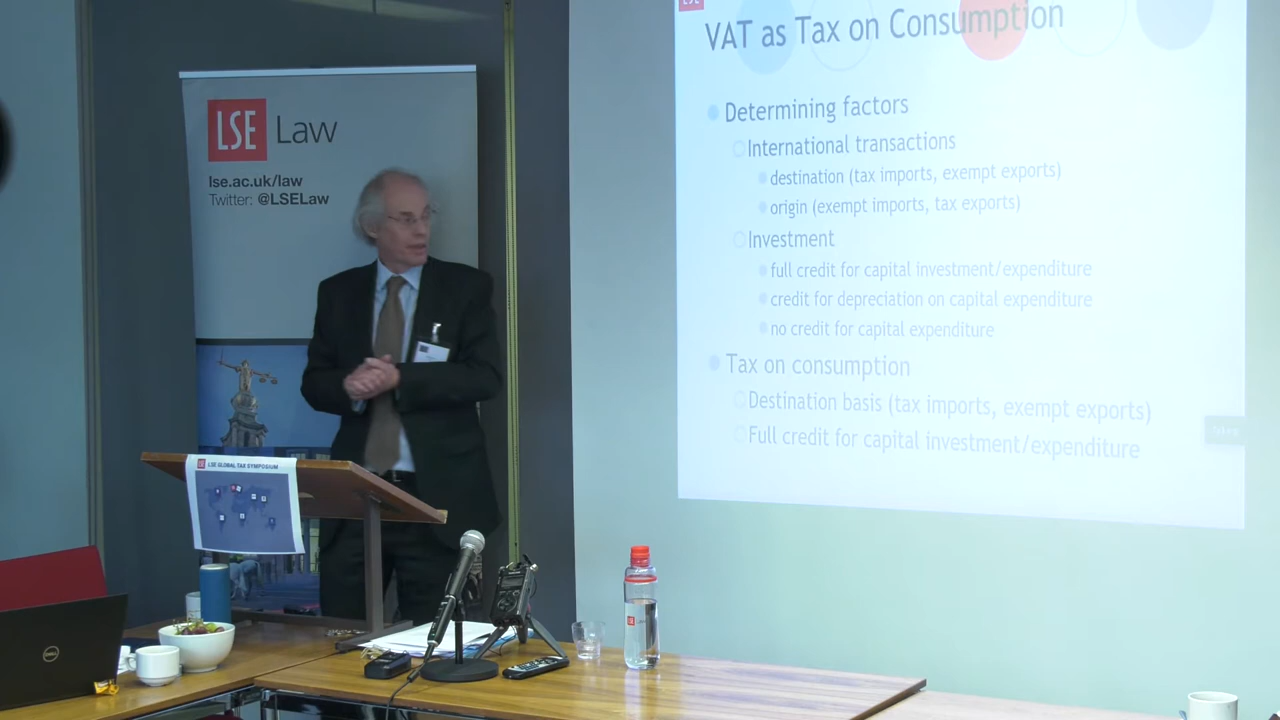 LSE
VAT as Tax on Consumption
Determining factors
International transactions
destination (tax imports, exempt exports)
origin (exempt imports, tax exports)
Investment
full credit for capital investment/expenditure
credit for depreciation on capital expenditure
no credit for capital expenditure
Tax on consumption
Destination basis (tax imports, exempt exports)
Full credit for capital investment/expenditure
LSE Law
lse.ac.uk/law
Twitter: @LSELaw
LSE GLOBAL TAX SYMPOSIUM
DELL
LSE